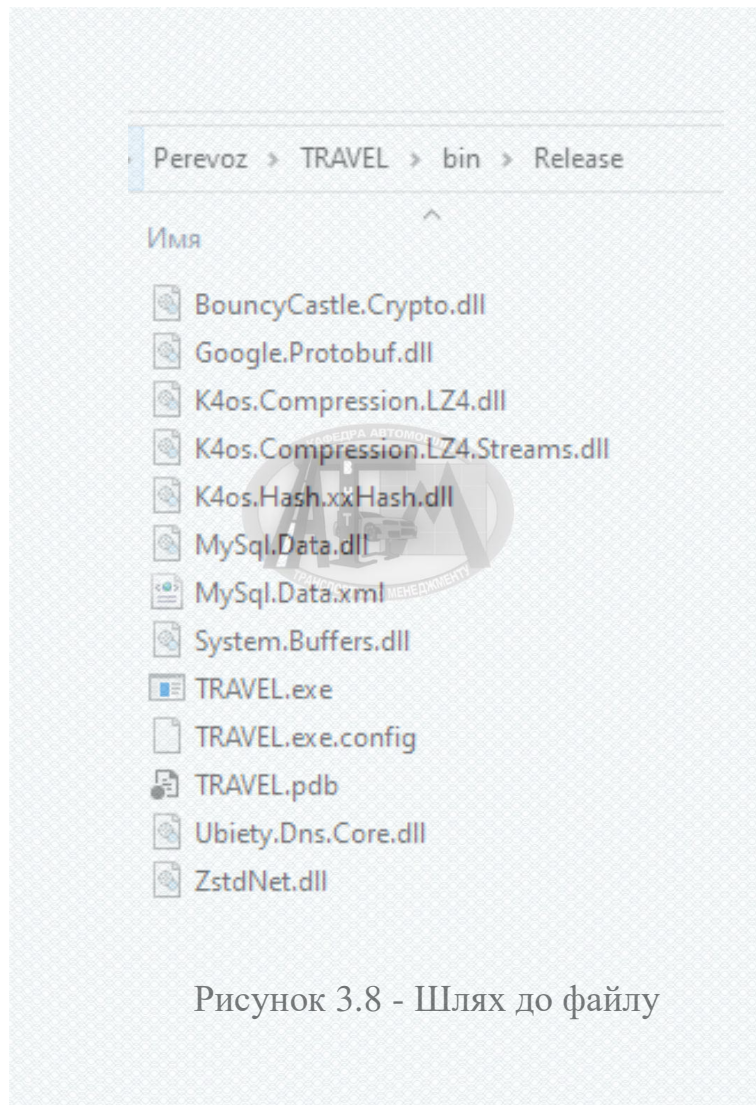 Perevoz > TRAVEL > bin > Release
Имя
BouncyCastle.Crypto.dll
Google.Protobuf.dll
K4os.Compression.LZ4.dll
K4os.Compression.LZ4.Streams.dll
K4os.Hash.xxHash.dll
MySql.Data.dll
MySql.Data.xml
System.Buffers.dll
TRAVEL.exe
TRAVEL.exe.config
TRAVEL.pdb
Ubiety.Dns.Core.dll
ZstdNet.dll
КАФЕДРА
МЕНЕДЖМЕНТУ
Рисунок 3.8 - Шлях до файлу